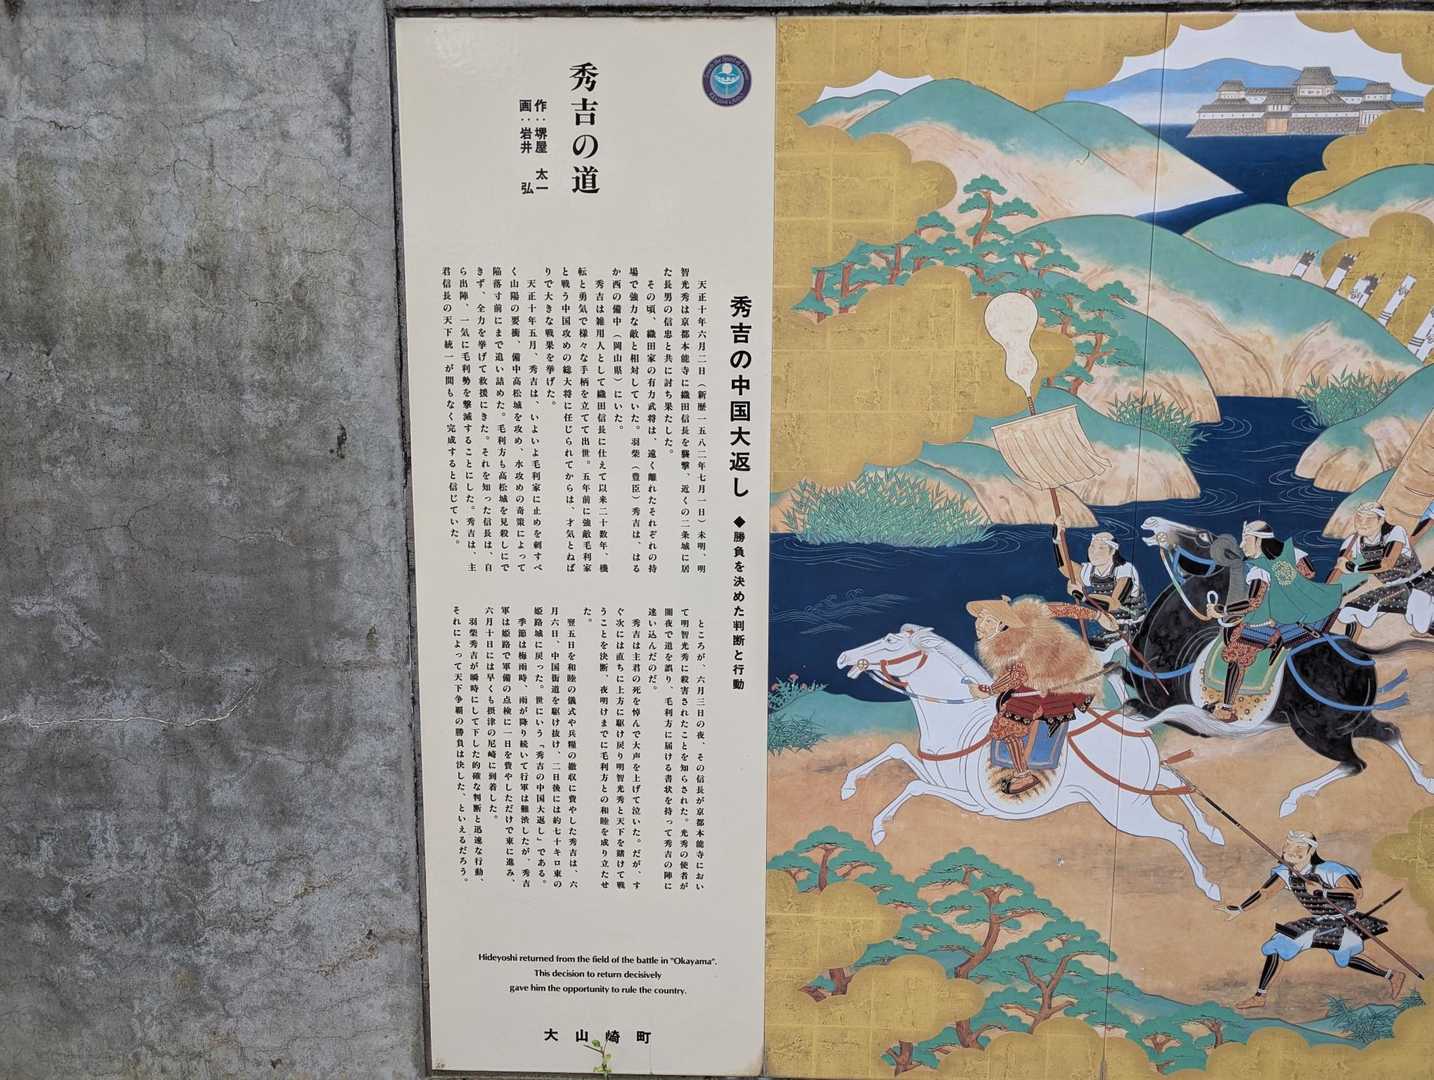 秀吉の道
作：堺屋 太一
画：岩井 弘
秀吉の中国大返し ◆勝負を決めた判断と行動
天正十年六月二日（新暦一五八二年七月一日）未明、明
智光秀は京都本能寺に織田信長を襲撃、近くの二条城に居
た長男の信忠と共に討ち果たした。
その頃、織田家の有力武将は、遠く離れたそれぞれの持
場で強力な敵と相対していた。羽柴（豊臣）秀吉は、はる
か西の備中（岡山県）にいた。
秀吉は雑用人として織田信長に仕えて以来二十数年、機
転と勇気で様々な手柄を立てて出世。五年前に強敵毛利家
と戦う中国攻めの総大将に任じられてからは、才気とねば
りで大きな戦果を挙げた。
天正十年五月、秀吉は、いよいよ毛利家に止めを刺すべ
く山陽の要衝、備中高松城を攻め、水攻めの奇策によって
陥落寸前にまで追い詰めた。毛利方も高松城を見殺しにで
きず、全力を挙げて救援にきた。それを知った信長は、自
ら出陣、一気に毛利勢を撃滅することにした。秀吉は、主
君信長の天下統一が間もなく完成すると信じていた。
ところが、六月三日の夜、その信長が京都本能寺におい
て明智光秀に殺害されたことを知らされた。光秀の使者が
闇夜で道を誤り、毛利方に届ける書状を持って秀吉の陣に
迷い込んだのだ。
秀吉は主君の死を悼んで大声を上げて泣いた。だが、す
ぐ次には直ちに上方に駆け戻り明智光秀と天下を賭けて戦
うことを決断、夜明けまでに毛利方との和睦を成り立たせ
た。
翌五日を和睦の儀式や兵糧の撤収に費やした秀吉は、六
月六日、中国街道を駆け抜け、二日後には約七十キロ東の
姫路城に戻った。世にいう「秀吉の中国大返し」である。
季節は梅雨時、雨が降り続いて行軍は難渋したが、秀吉
軍は姫路で軍備の点検に一日を費やしただけで東に進み、
六月十日には早くも摂津の尼崎に到着した。
羽柴秀吉が瞬時にして下した的確な判断と迅速な行動、
それによって天下争覇の勝負は決した、といえるだろう。
Hideyoshi returned from the field of the battle in "Okayama".
This decision to return decisively
gave him the opportunity to rule the country.
大山崎町